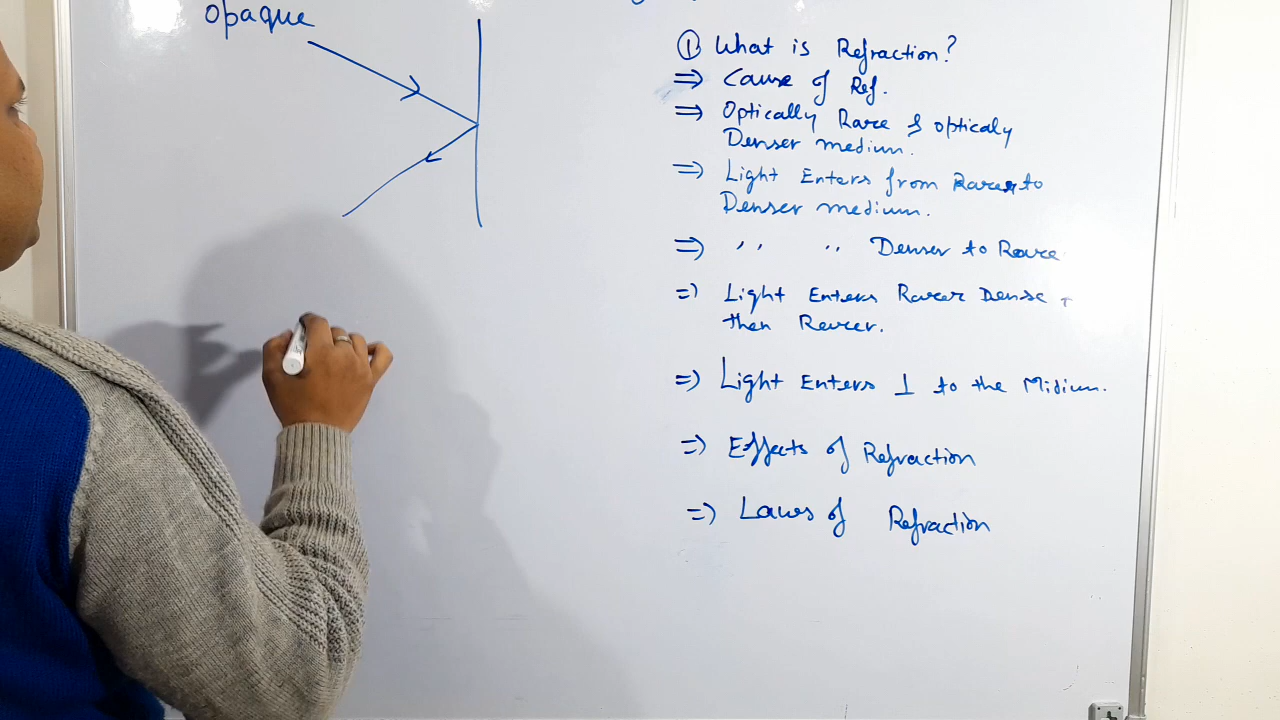 opaque
① What is Refraction?
⇒ Cause of Ref.
⇒ Optically Rare & opticaly
Denser medium.
⇒ Light Enters from Rarer to
Denser medium.
⇒ ,, ,, Denser to Rare
⇒ Light Enters Rarer Dense
then Rarer.
⇒ Light Enters ⊥ to the Midium.
⇒ Effects of Refraction
⇒ Laws of Refraction